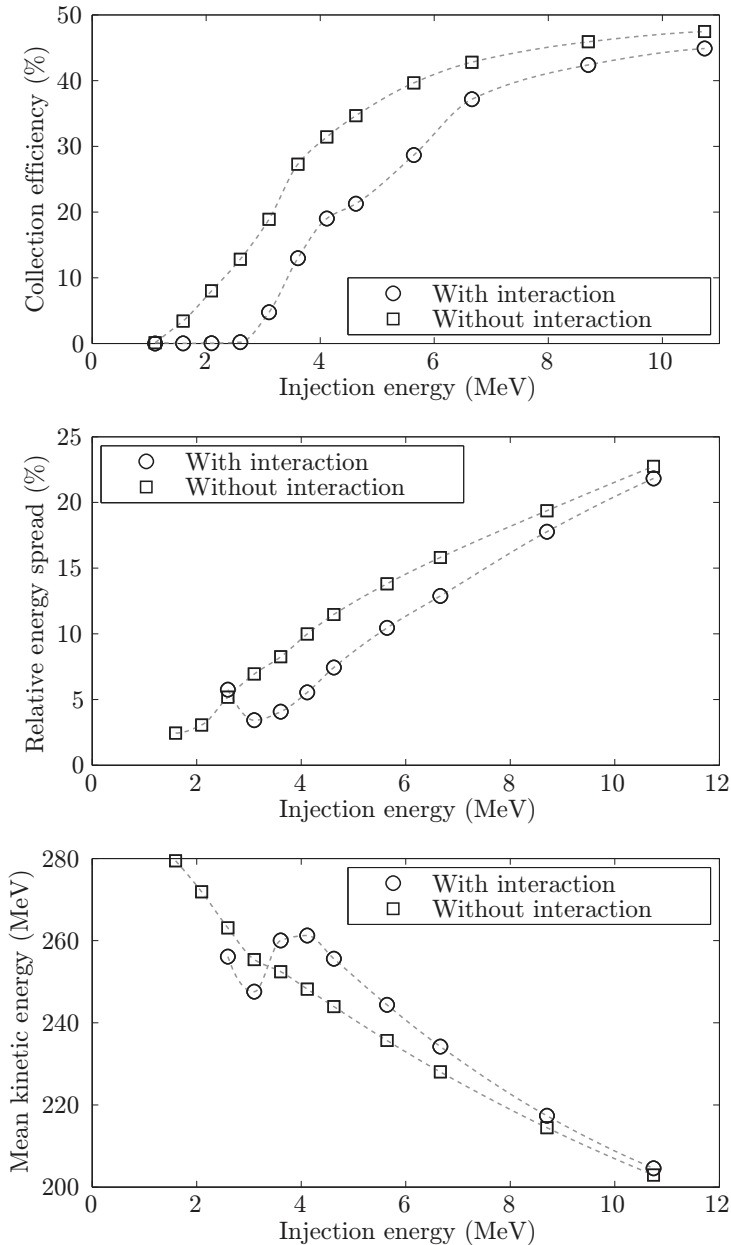 50
40
30
20
10
0
Collection efficiency (%)
With interaction
Without interaction
0 2 4 6 8 10
Injection energy (MeV)
25
20
15
10
5
0
Relative energy spread (%)
With interaction
Without interaction
0 2 4 6 8 10 12
Injection energy (MeV)
280
260
240
220
200
Mean kinetic energy (MeV)
With interaction
Without interaction
0 2 4 6 8 10 12
Injection energy (MeV)